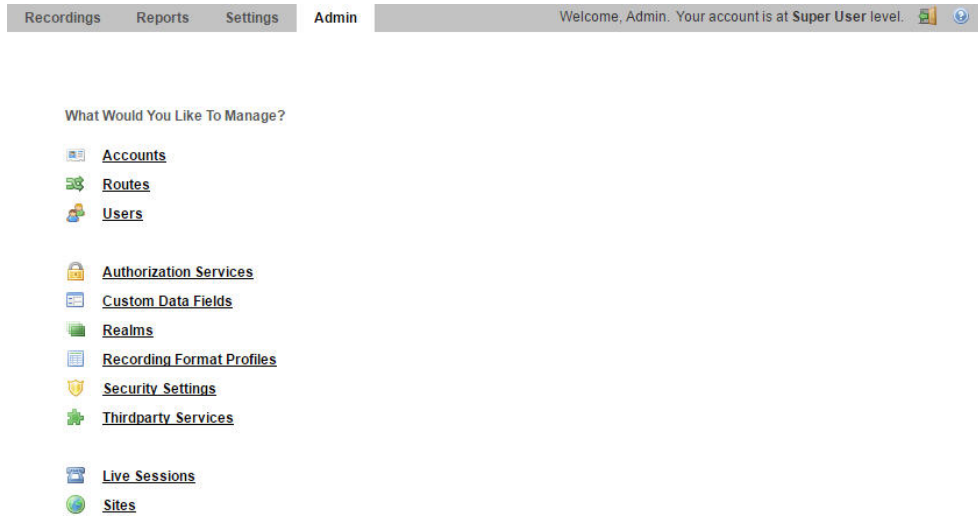 Recordings Reports Settings Admin Welcome, Admin. Your account is at Super User level.
What Would You Like To Manage?
Accounts
Routes
Users
Authorization Services
Custom Data Fields
Realms
Recording Format Profiles
Security Settings
Thirdparty Services
Live Sessions
Sites